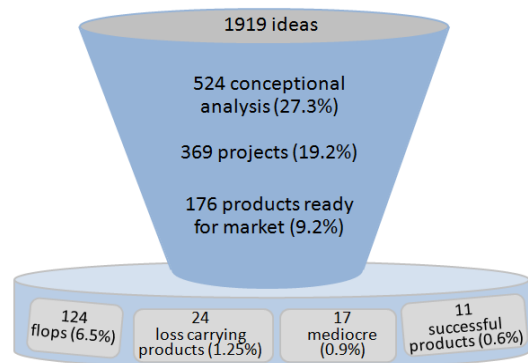 1919 ideas
524 conceptional
analysis (27.3%)
369 projects (19.2%)
176 products ready
for market (9.2%)
124
flops (6.5%)
24
loss carrying
products (1.25%)
17
mediocre
(0.9%)
11
successful
products (0.6%)